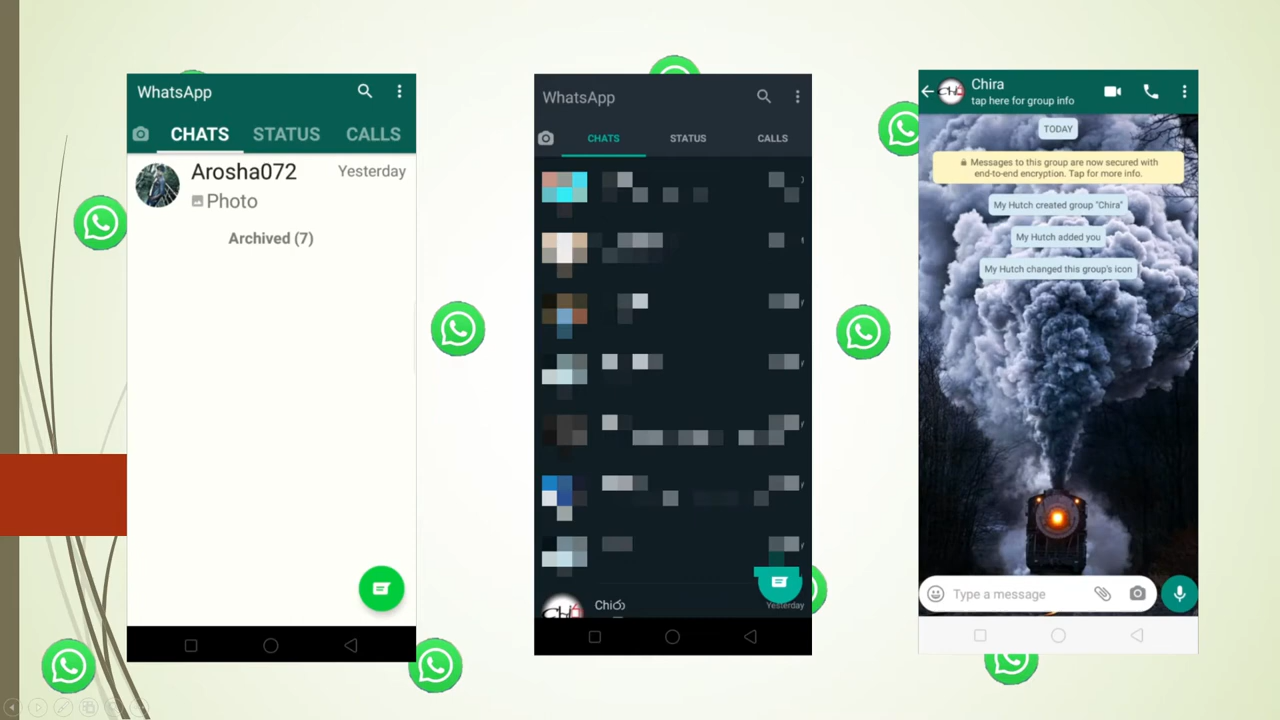 WhatsApp
CHATS STATUS CALLS
Arosha072 Yesterday
Photo
Archived (7)
WhatsApp
CHATS STATUS CALLS
Yesterday
Chira
tap here for group info
TODAY
Messages to this group are now secured with
end-to-end encryption. Tap for more info.
My Hutch created group "Chira"
My Hutch added you
My Hutch changed this group's icon
Type a message